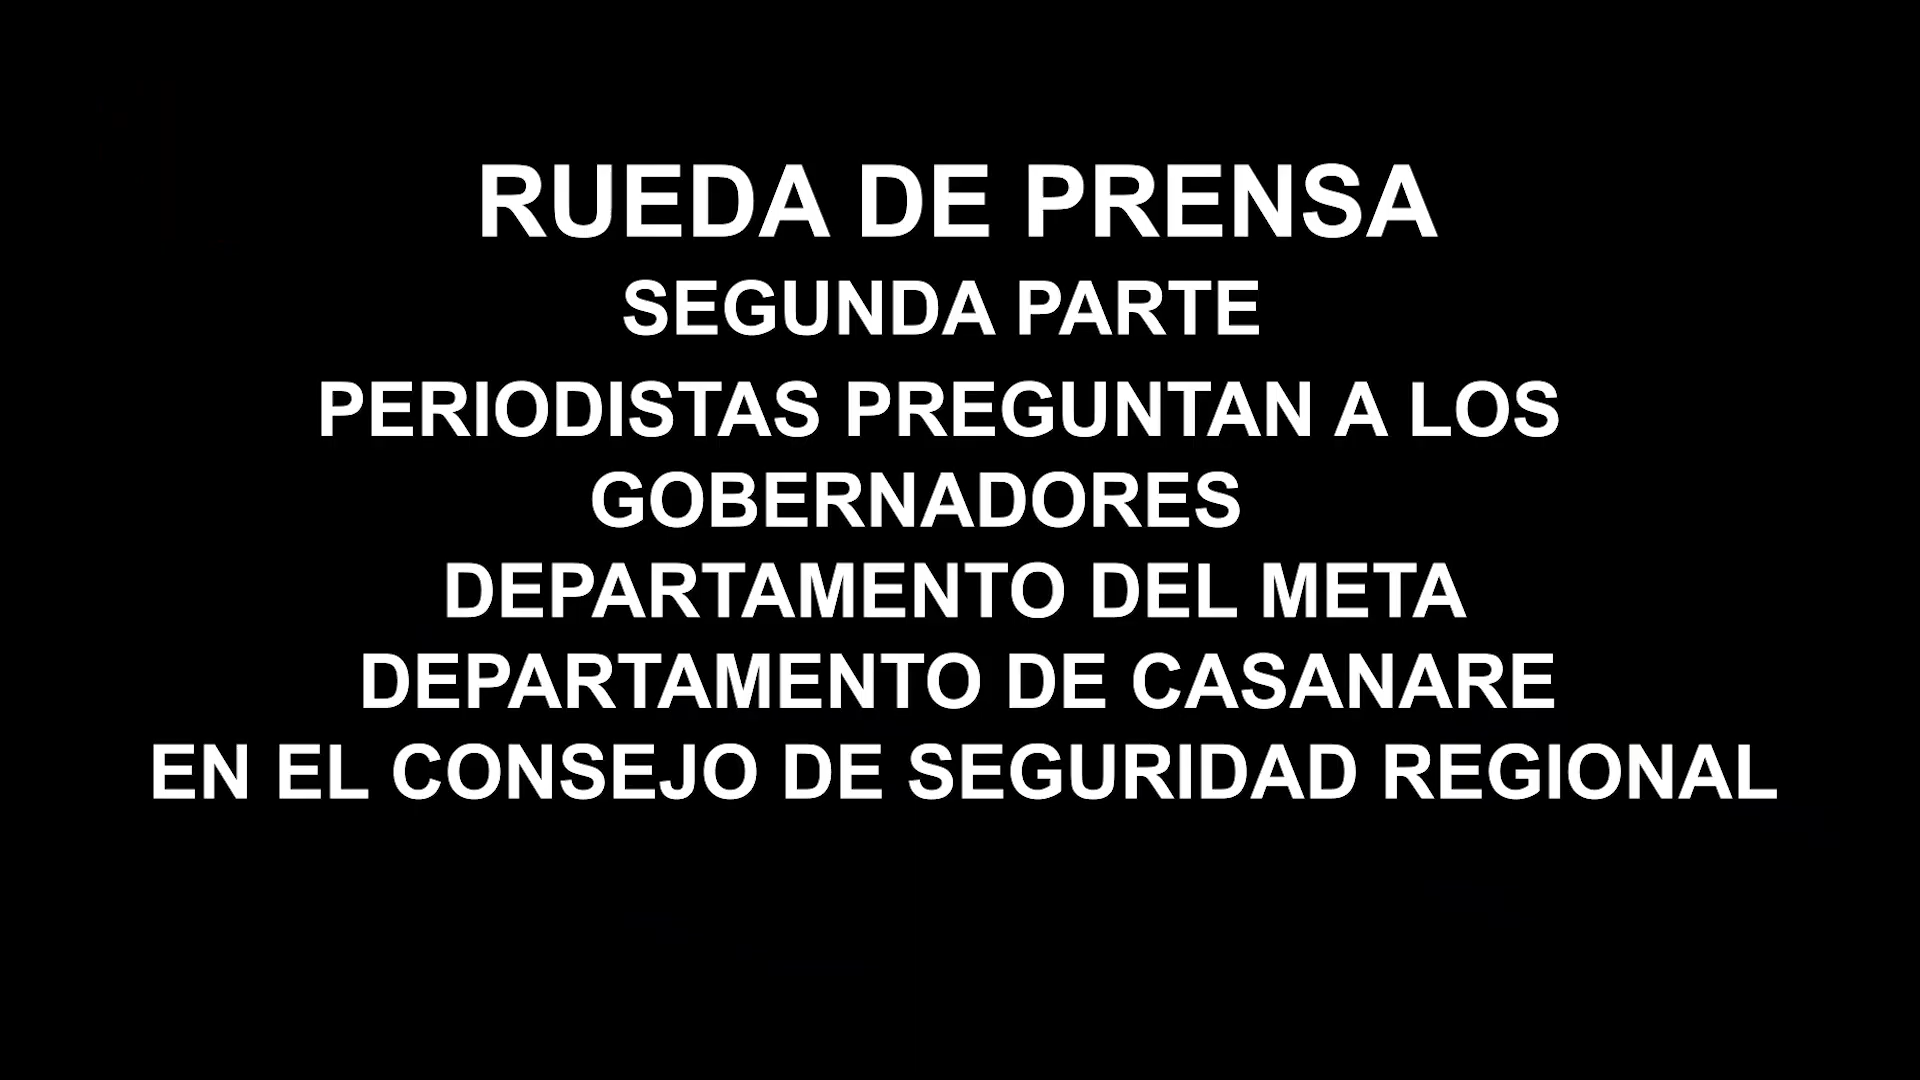 RUEDA DE PRENSA
SEGUNDA PARTE
PERIODISTAS PREGUNTAN A LOS
GOBERNADORES
DEPARTAMENTO DEL META
DEPARTAMENTO DE CASANARE
EN EL CONSEJO DE SEGURIDAD REGIONAL